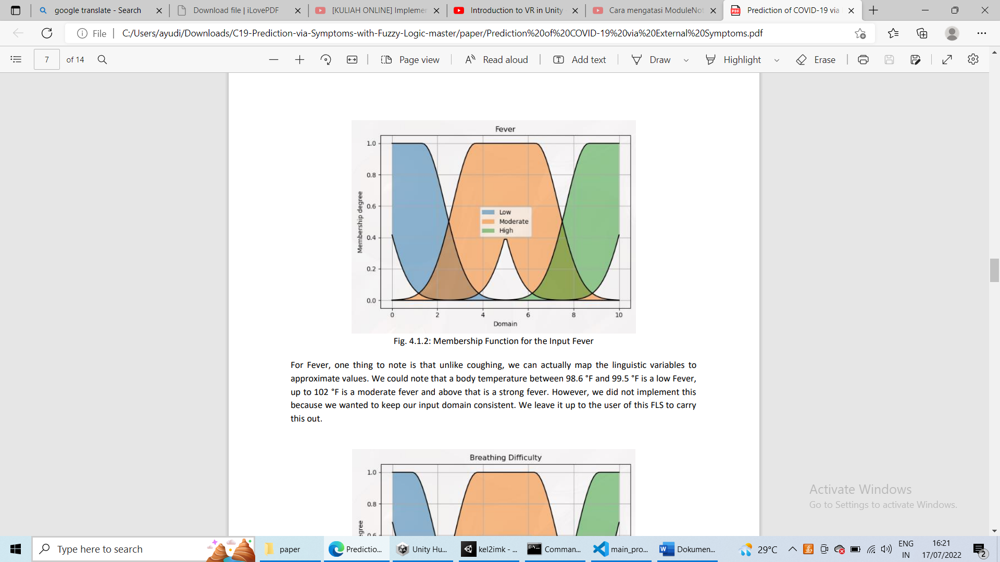 google translate - Search
Download file | iLovePDF
[KULIAH ONLINE] Implemen
Introduction to VR in Unity
Cara mengatasi ModuleNot
Prediction of COVID-19 via
File
C:/Users/ayudi/Downloads/C19-Prediction-via-Symptoms-with-Fuzzy-Logic-master/paper/Prediction%20of%20COVID-19%20via%20External%20Symptoms.pdf
7
of 14
Page view
Read aloud
Add text
Draw
Highlight
Erase
Fever
1.0
0.8
0.6
0.4
0.2
0.0
Membership degree
Low
Moderate
High
0 2 4 6 8 10
Domain
Fig. 4.1.2: Membership Function for the Input Fever
For Fever, one thing to note is that unlike coughing, we can actually map the linguistic variables to
approximate values. We could note that a body temperature between 98.6 °F and 99.5 °F is a low Fever,
up to 102 °F is a moderate fever and above that is a strong fever. However, we did not implement this
because we wanted to keep our input domain consistent. We leave it up to the user of this FLS to carry
this out.
Breathing Difficulty
1.0
0.8
0.6
gree
Activate Windows
Go to Settings to activate Windows.
Type here to search
paper
Predictio...
Unity Hu...
kel2imk - ...
Comman...
main_pro...
Dokumen...
29°C
ENG
IN
16:21
17/07/2022
2